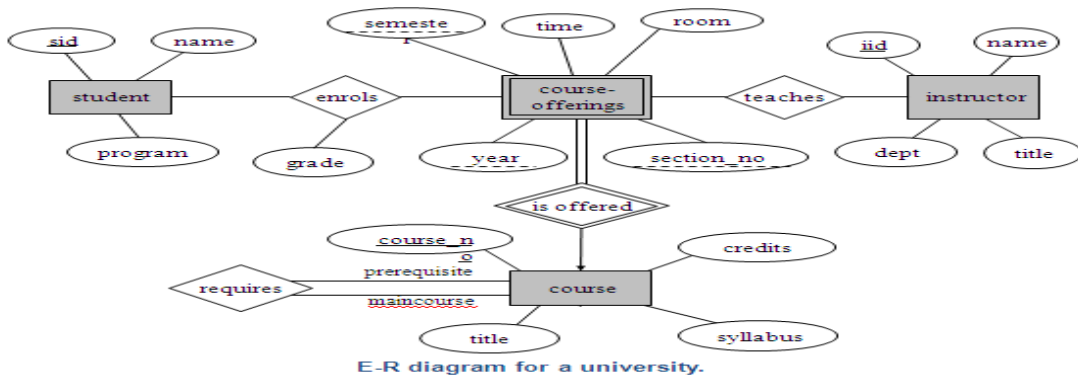 semeste
r
time
room
sid
name
iid
name
student
enrols
course-
offerings
teaches
instructor
program
grade
year
section_no
dept
title
is offered
course_n
o
credits
prerequisite
requires
maincourse
course
title
syllabus
E-R diagram for a university.